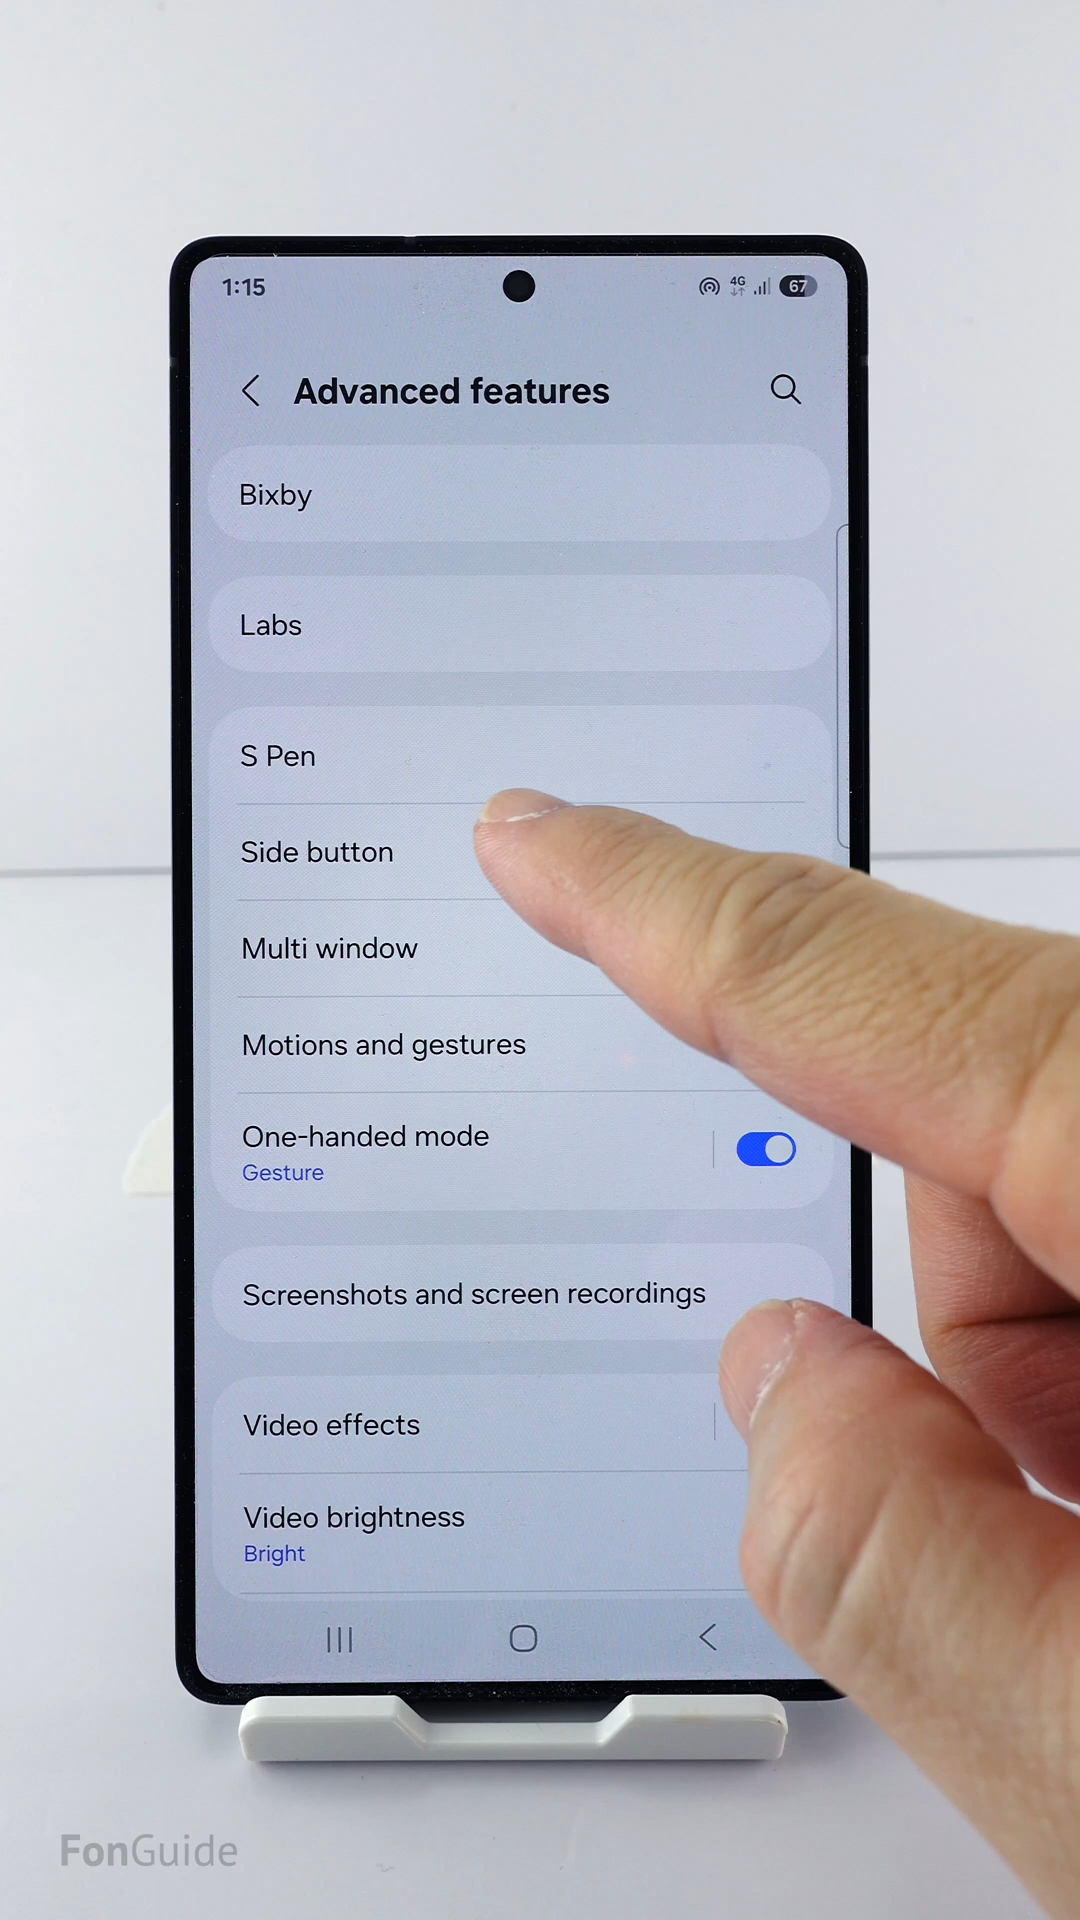 1:15
4G
67
Advanced features
Bixby
Labs
S Pen
Side button
Multi window
Motions and gestures
One-handed mode
Gesture
Screenshots and screen recordings
Video effects
Video brightness
Bright
FonGuide